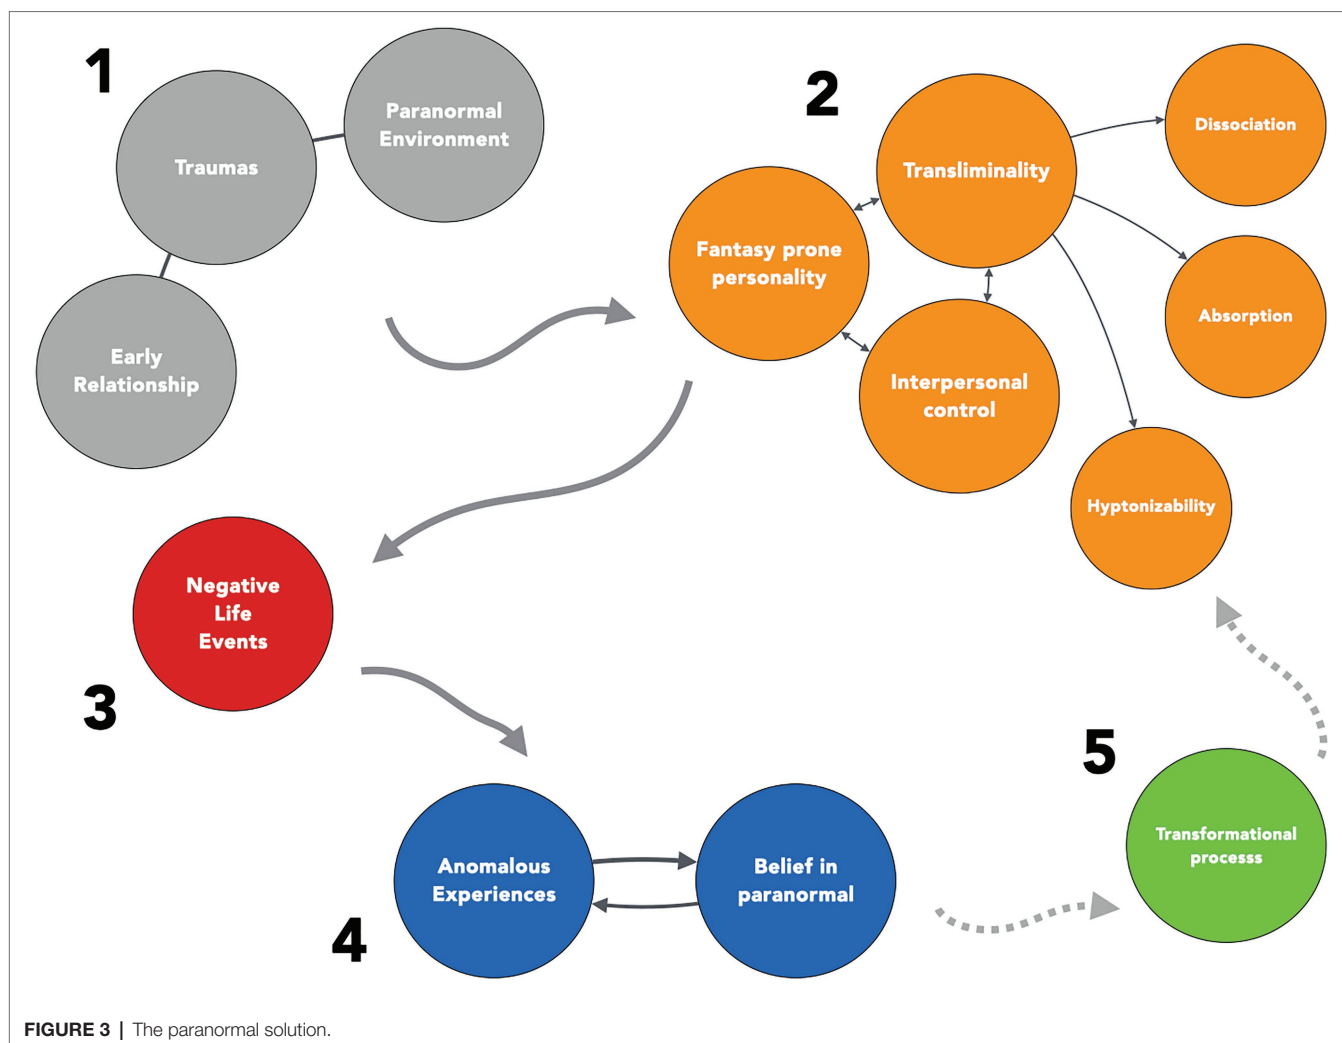 1
Traumas
Paranormal
Environment
Early
Relationship
2
Transliminality
Dissociation
Fantasy prone
personality
Absorption
Interpersonal
control
Hyptonizability
3
Negative
Life
Events
4
Anomalous
Experiences
Belief in
paranormal
5
Transformational
processs
FIGURE 3 | The paranormal solution.